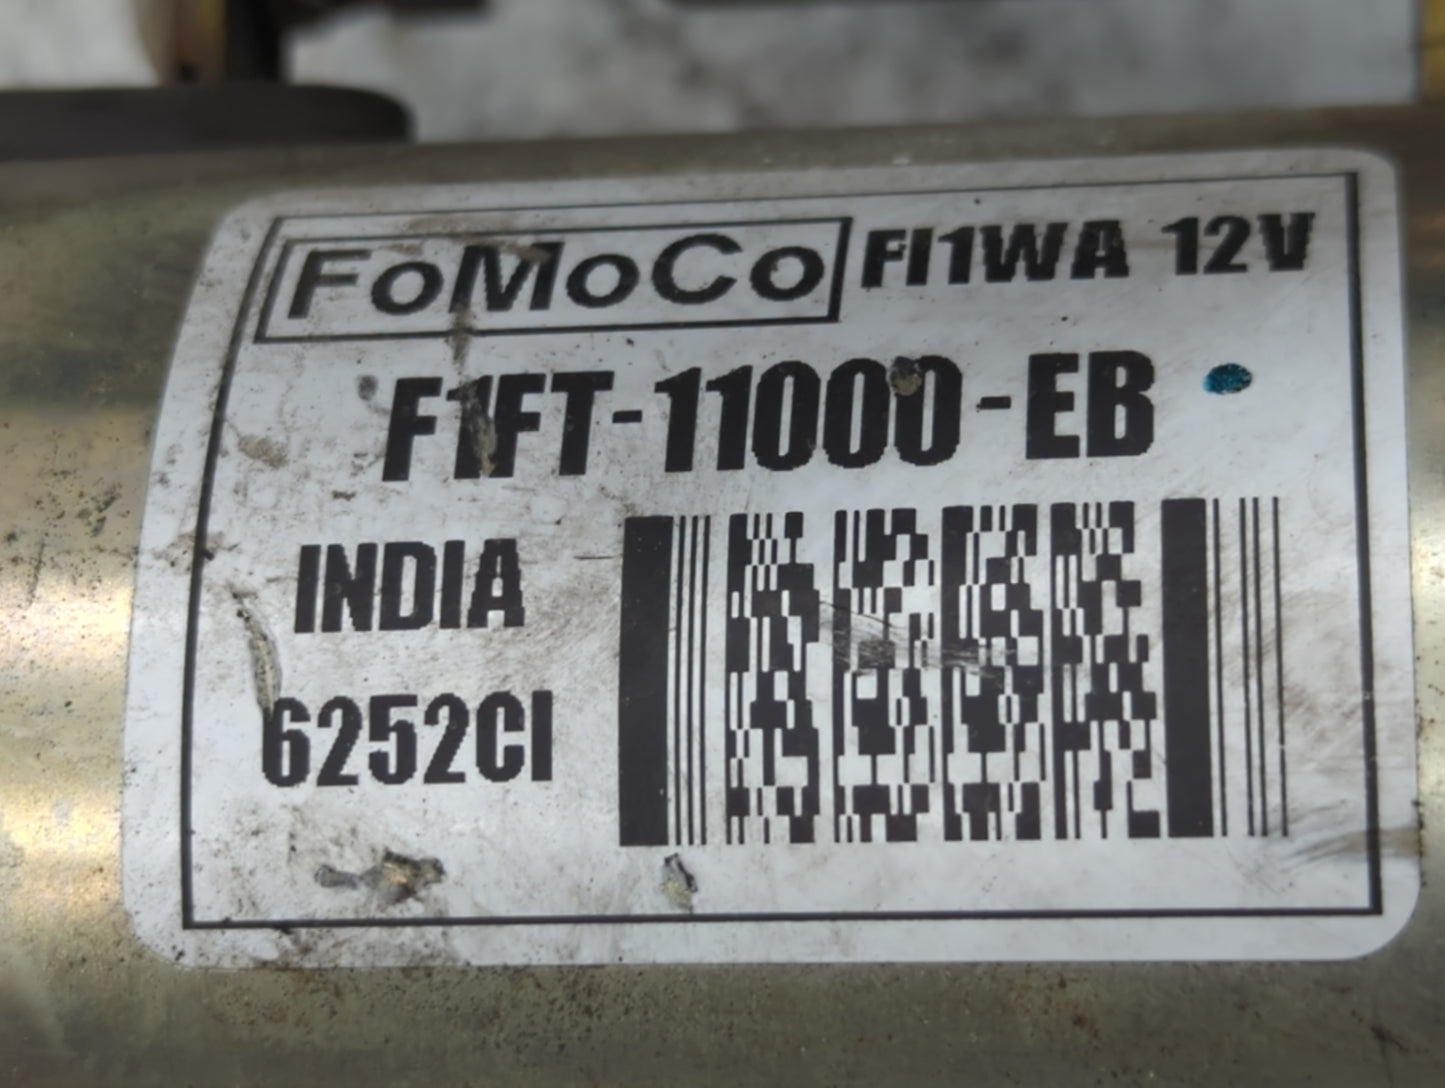 FoMoCo FI1WA 12V
F1FT-11000-EB
INDIA
6252CI